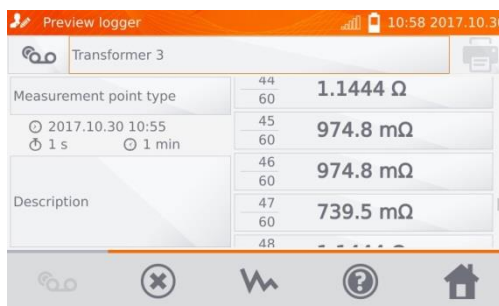 Preview logger
10:58 2017.10.30
Transformer 3
Measurement point type
2017.10.30 10:55
1 s 1 min
Description
44
60
1.1444 Ω
45
60
974.8 mΩ
46
60
974.8 mΩ
47
60
739.5 mΩ
48